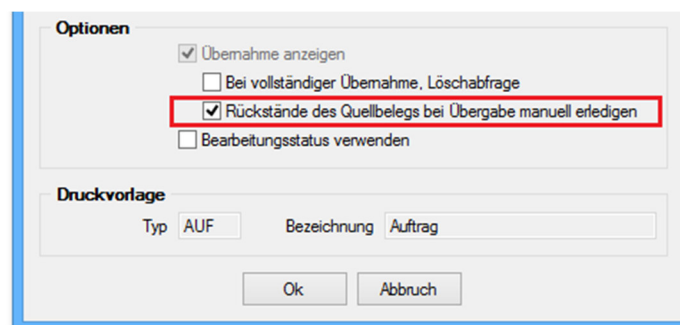 Optionen
Übernahme anzeigen
Bei vollständiger Übernahme, Löschabfrage
Rückstände des Quellbelegs bei Übergabe manuell erledigen
Bearbeitungsstatus verwenden
Druckvorlage
Typ AUF Bezeichnung Auftrag
Ok Abbruch